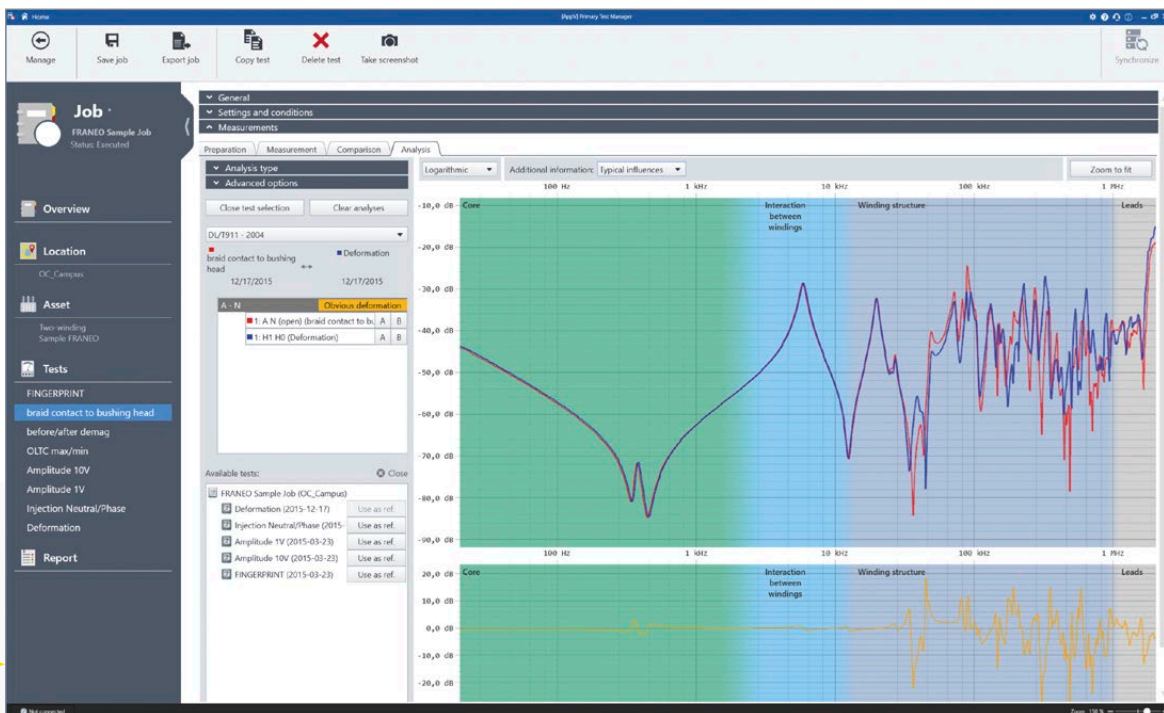 Home
[Apply] Primary Test Manager
Manage
Save job
Export job
Copy test
Delete test
Take screenshot
Synchronize
Job
FRANEO Sample Job
Status: Executed
Overview
Location
OC_Campus
Asset
Two-winding
Sample FRANEO
Tests
FINGERPRINT
braid contact to bushing head
before/after demag
OLTC max/min
Amplitude 10V
Amplitude 1V
Injection Neutral/Phase
Deformation
Report
General
Settings and conditions
Measurements
Preparation
Measurement
Comparison
Analysis
Analysis type
Advanced options
Close test selection
Clear analyses
DL/T911 - 2004
braid contact to bushing head
12/17/2015
Deformation
12/17/2015
A - N
Obvious deformation
1: A N (open) (braid contact to bu A B
1: H1 H0 (Deformation) A B
Available tests:
Close
FRANEO Sample Job (OC_Campus)
Deformation (2015-12-17) Use as ref.
Injection Neutral/Phase (2015- Use as ref.
Amplitude 1V (2015-03-23) Use as ref.
Amplitude 10V (2015-03-23) Use as ref.
FINGERPRINT (2015-03-23) Use as ref.
Logarithmic
Additional information: Typical influences
Zoom to fit
100 Hz 1 kHz 10 kHz 100 kHz 1 MHz
-10,0 dB
-20,0 dB
-30,0 dB
-40,0 dB
-50,0 dB
-60,0 dB
-70,0 dB
-80,0 dB
-90,0 dB
Core
Interaction
between
windings
Winding structure
Leads
100 Hz 1 kHz 10 kHz 100 kHz 1 MHz
20,0 dB
10,0 dB
0,0 dB
-10,0 dB
-20,0 dB
Core
Interaction
between
windings
Winding structure
Leads
Not connected
Zoom: 150 %